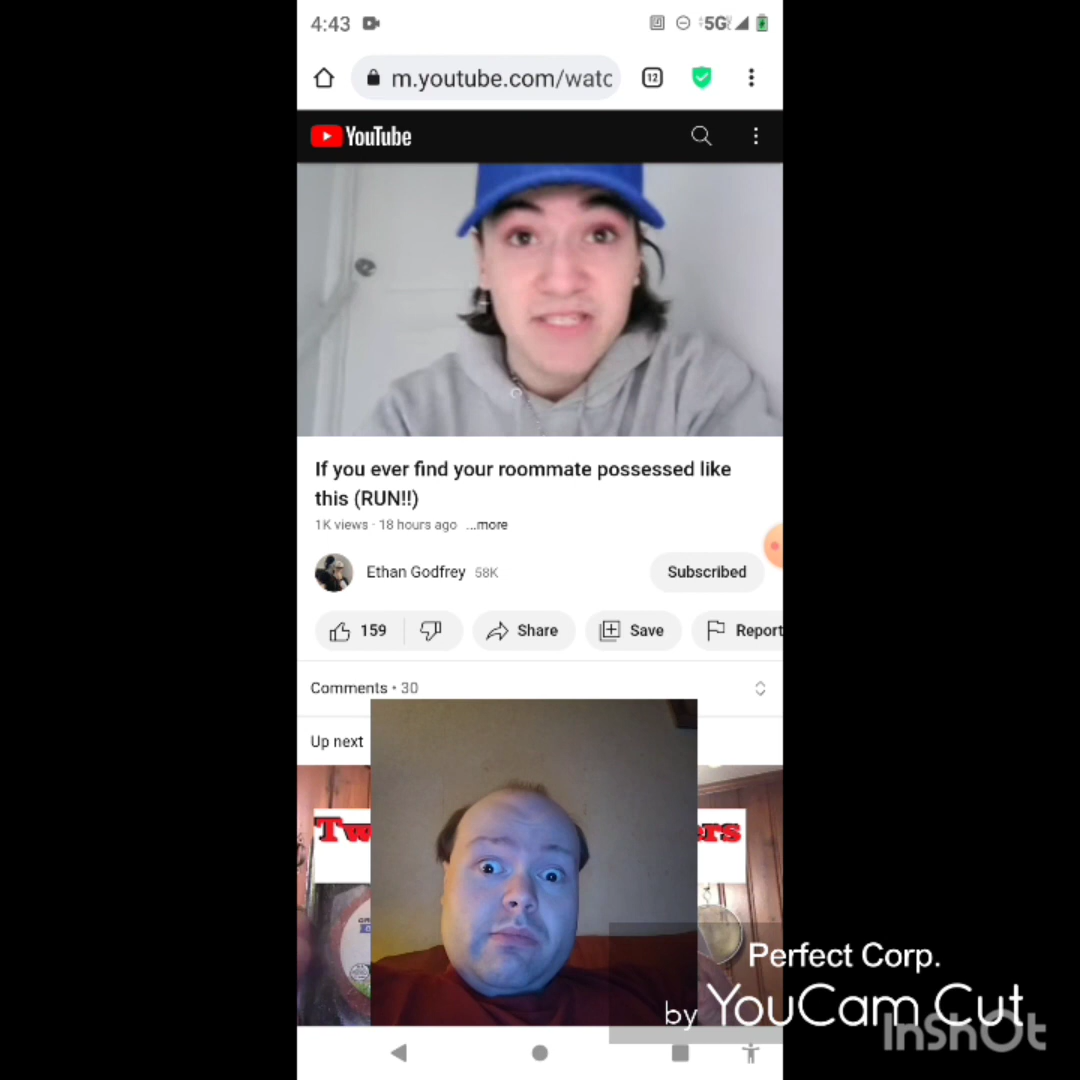 4:43
5G
m.youtube.com/watc
12
YouTube
If you ever find your roommate possessed like
this (RUN!!)
1K views · 18 hours ago ...more
Ethan Godfrey 58K
Subscribed
159
Share
Save
Report
Comments • 30
Up next
Tw
ers
Perfect Corp.
by YouCam Cut
InShOt